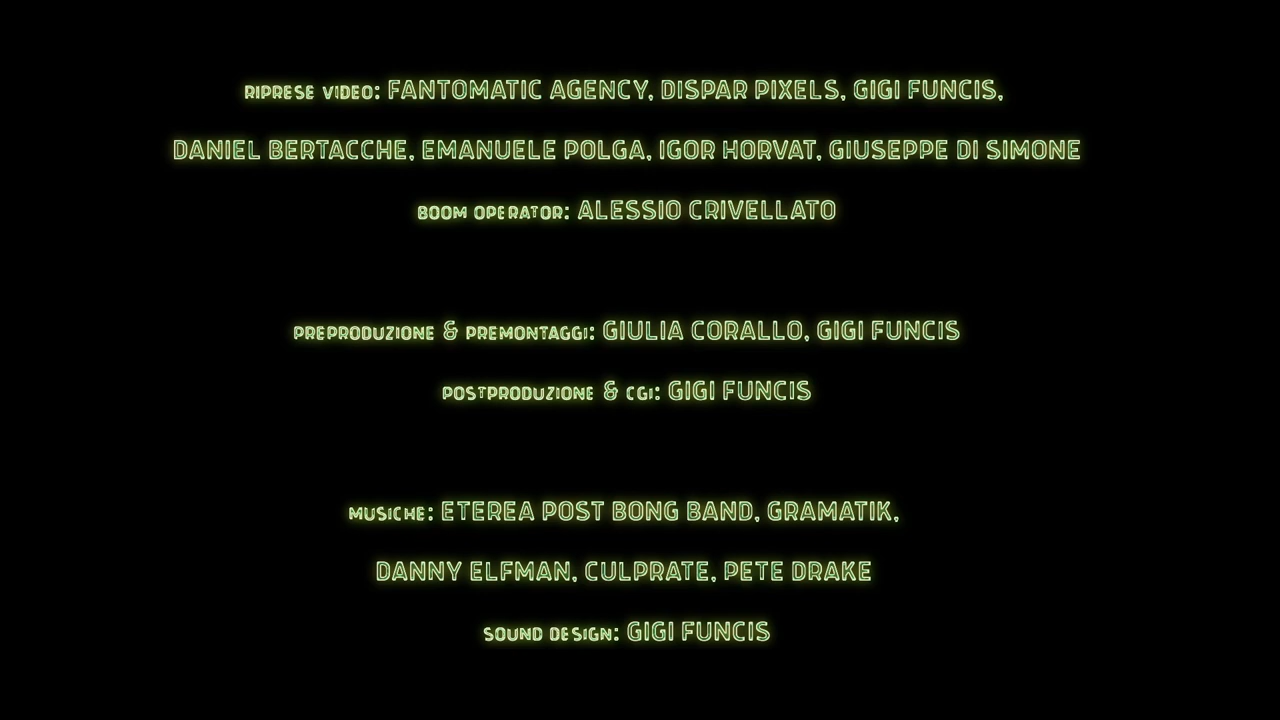 RIPRESE VIDEO: FANTOMATIC AGENCY, DISPAR PIXELS, GIGI FUNCIS,
DANIEL BERTACCHE, EMANUELE POLGA, IGOR HORVAT, GIUSEPPE DI SIMONE
BOOM OPERATOR: ALESSIO CRIVELLATO
PREPRODUZIONE & PREMONTAGGI: GIULIA CORALLO, GIGI FUNCIS
POSTPRODUZIONE & CGI: GIGI FUNCIS
MUSICHE: ETEREA POST BONG BAND, GRAMATIK,
DANNY ELFMAN, CULPRATE, PETE DRAKE
SOUND DESIGN: GIGI FUNCIS